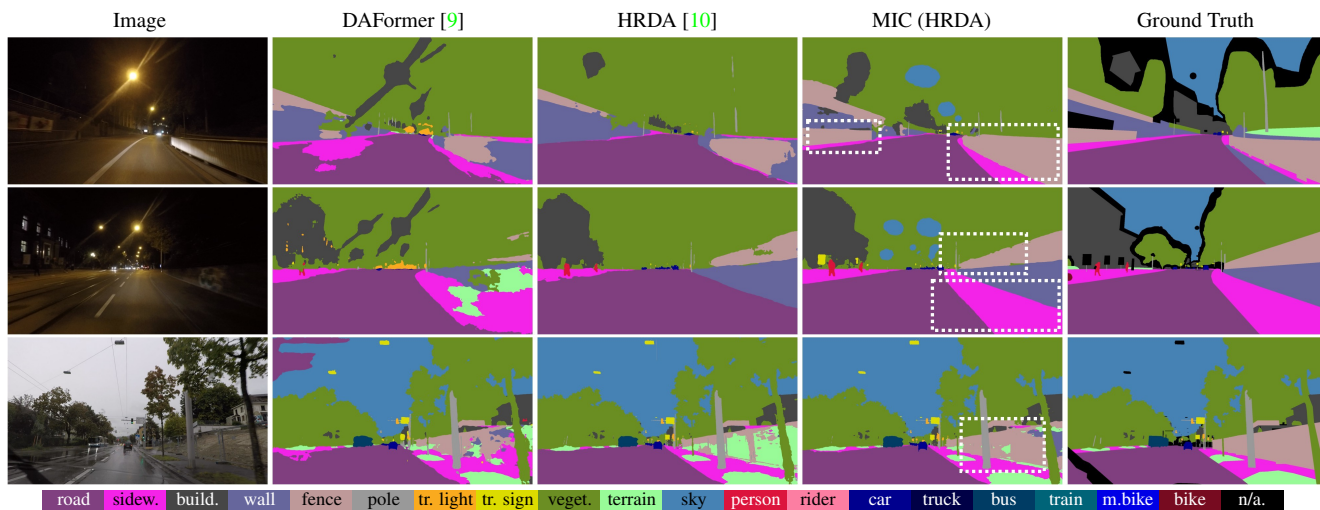 Image DAFormer [9] HRDA [10] MIC (HRDA) Ground Truth
road sidew. build. wall fence pole tr. light tr. sign veget. terrain sky person rider car truck bus train m.bike bike n/a.